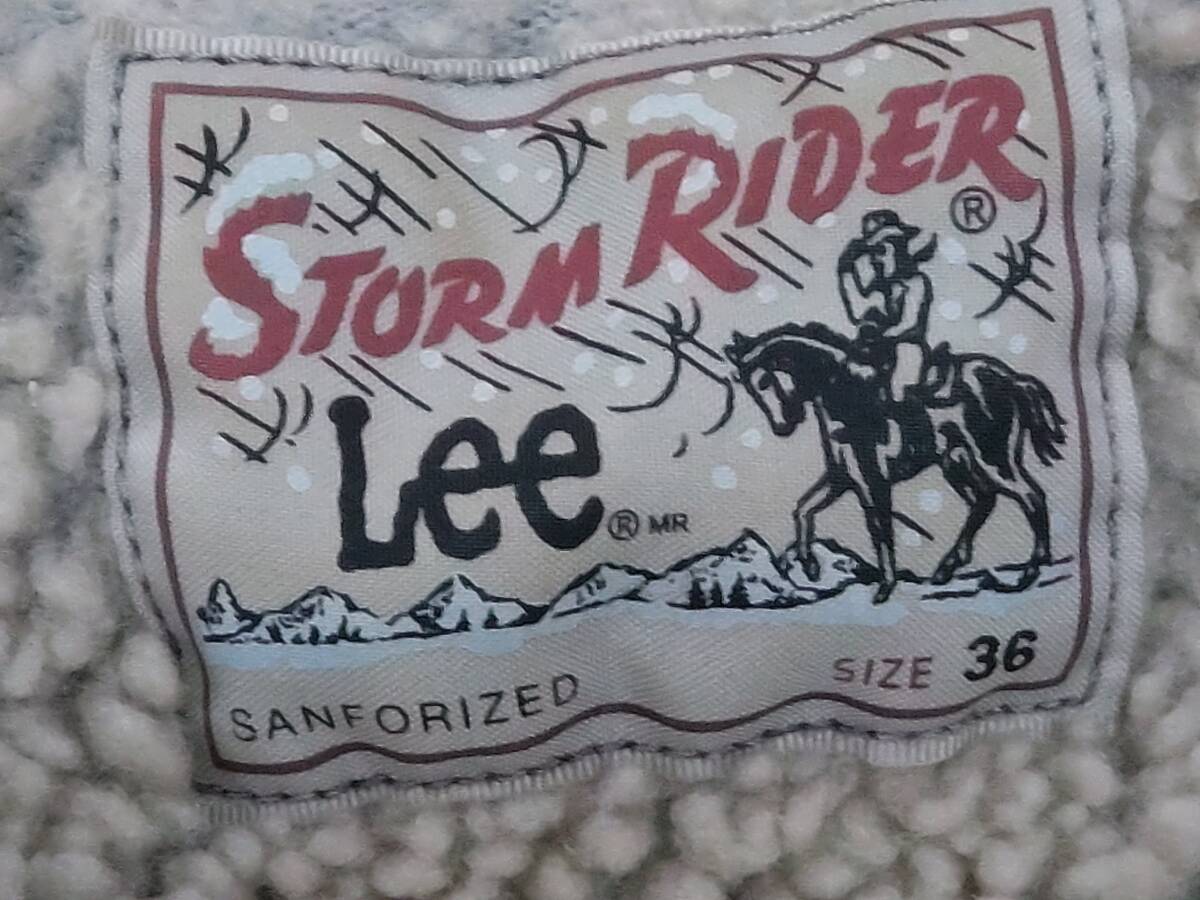 STORM RIDER ®
Lee ® MR
SANFORIZED SIZE 36